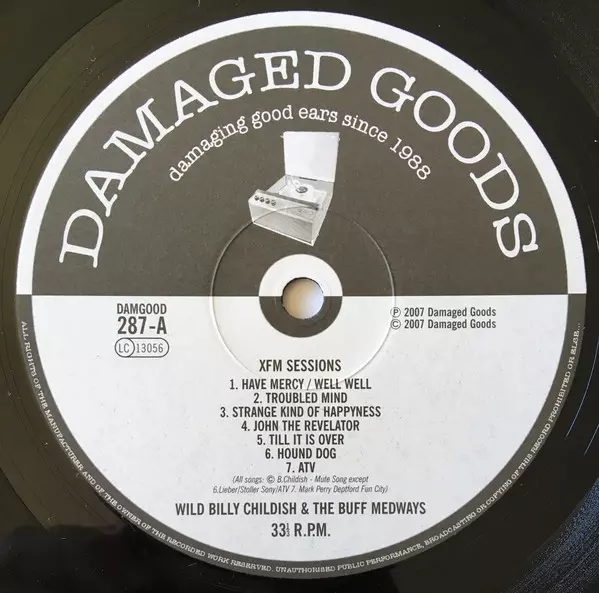 DAMAGED GOODS
damaging good ears since 1988
DAMGOOD
287-A
LC 13056
℗ 2007 Damaged Goods
© 2007 Damaged Goods
XFM SESSIONS
1. HAVE MERCY / WELL WELL
2. TROUBLED MIND
3. STRANGE KIND OF HAPPYNESS
4. JOHN THE REVELATOR
5. TILL IT IS OVER
6. HOUND DOG
7. ATV
(All songs: © B.Childish - Mute Song except
6.Lieber/Stoller Sony/ATV 7. Mark Perry Deptford Fun City)
WILD BILLY CHILDISH & THE BUFF MEDWAYS
33⅓ R.P.M.
ALL RIGHTS OF THE MANUFACTURER AND OF THE OWNER OF THE RECORDED WORK RESERVED. UNAUTHORISED PUBLIC PERFORMANCE, BROADCASTING OR COPYING OF THIS RECORD PROHIBITED OR ELSE...